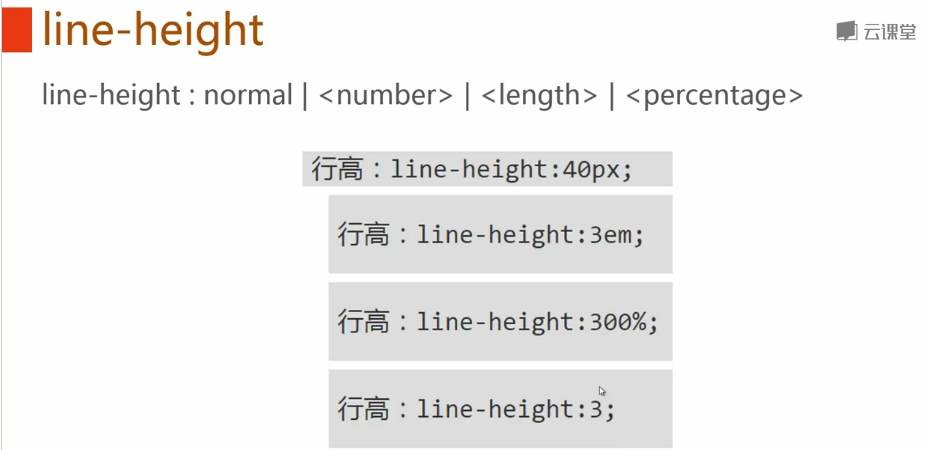 line-height
云课堂
line-height : normal | <number> | <length> | <percentage>
行高：line-height:40px;
行高：line-height:3em;
行高：line-height:300%;
行高：line-height:3;